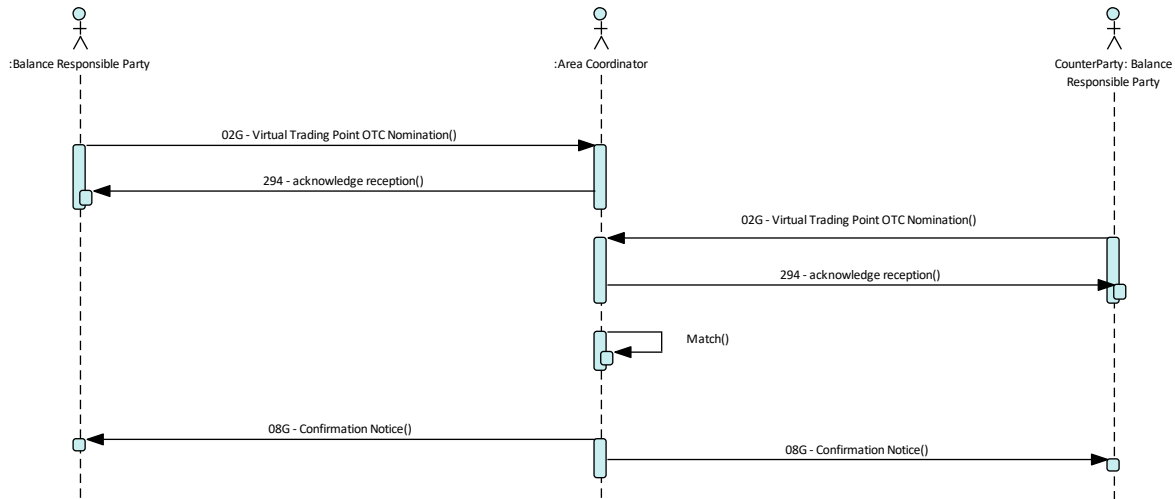 :Balance Responsible Party
:Area Coordinator
CounterParty: Balance
Responsible Party
02G - Virtual Trading Point OTC Nomination()
294 - acknowledge reception()
02G - Virtual Trading Point OTC Nomination()
294 - acknowledge reception()
Match()
08G - Confirmation Notice()
08G - Confirmation Notice()